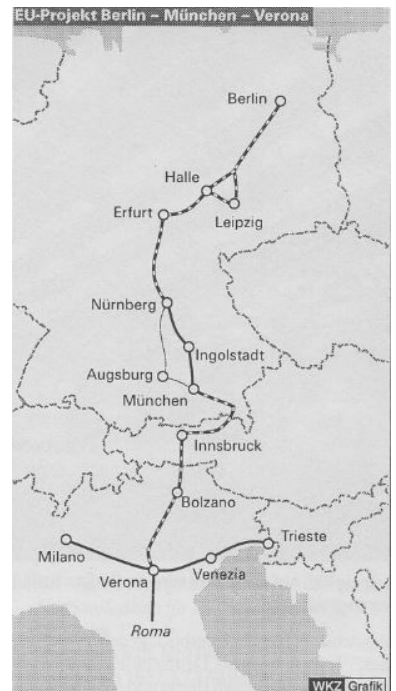 EU-Projekt Berlin – München – Verona
Berlin
Halle
Erfurt
Leipzig
Nürnberg
Ingolstadt
Augsburg
München
Innsbruck
Bolzano
Milano
Trieste
Verona
Venezia
Roma
WKZ Grafik